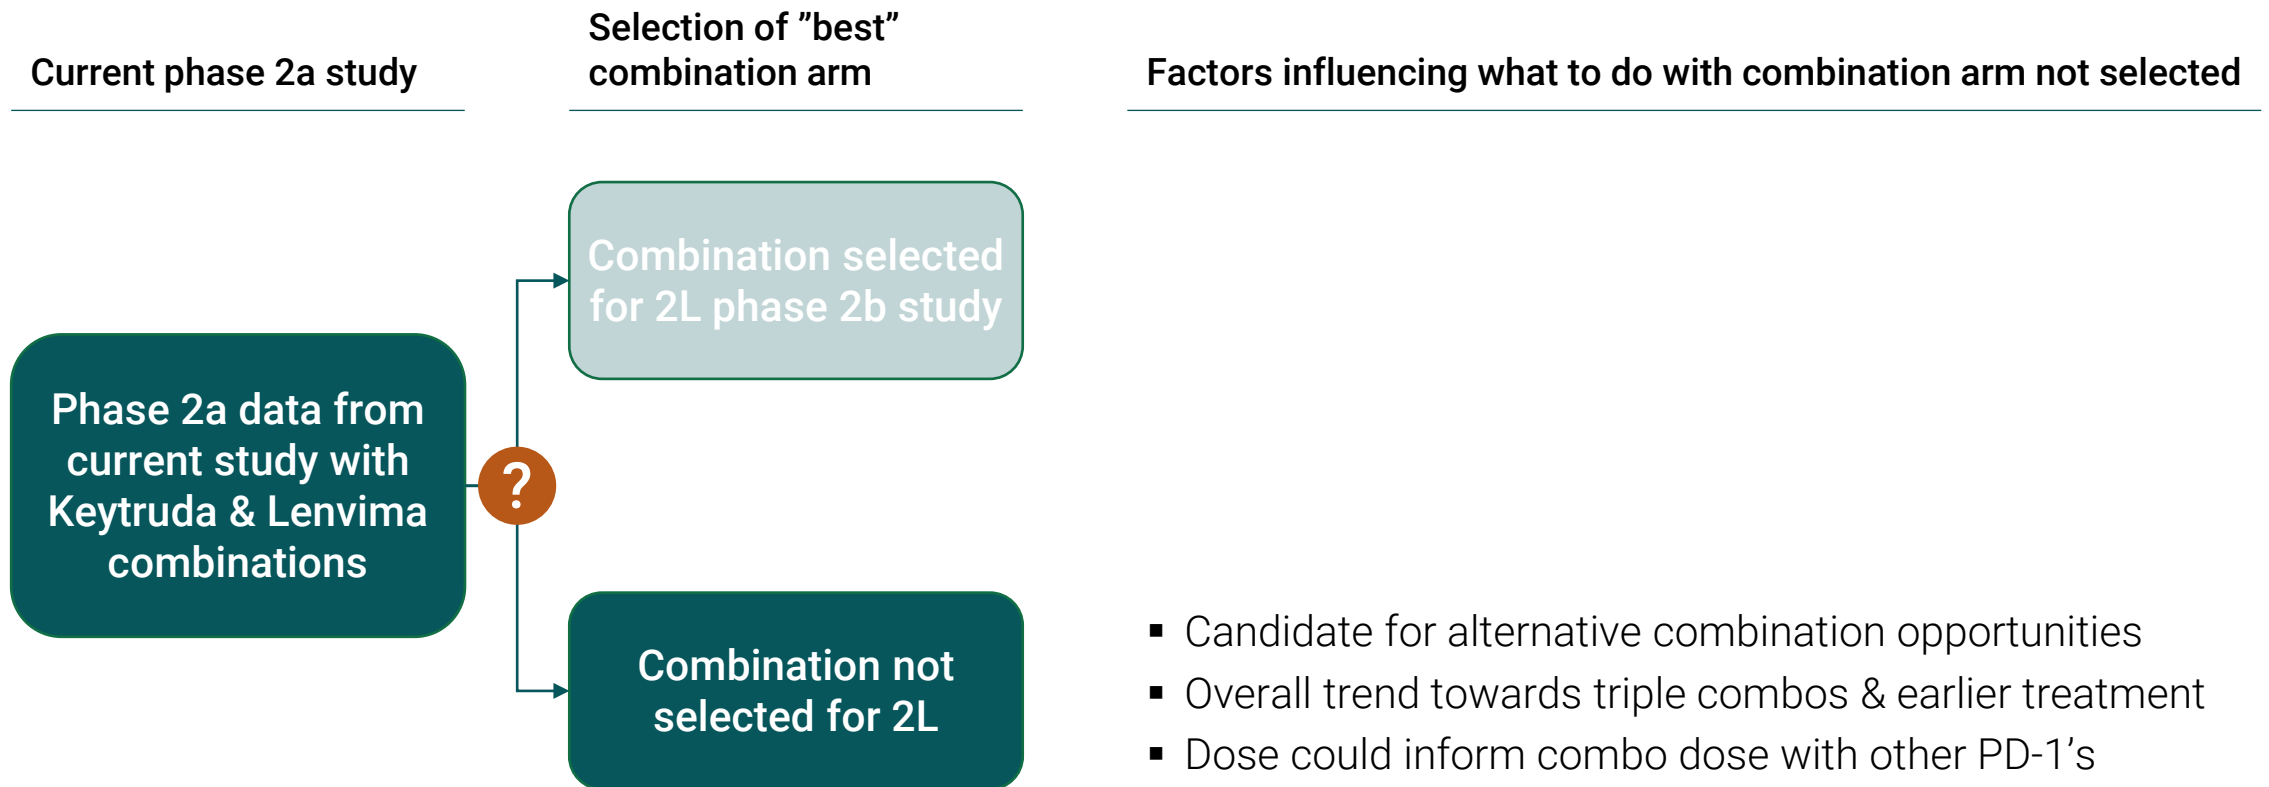 Current phase 2a study
Selection of ”best”
combination arm
Factors influencing what to do with combination arm not selected
Combination selected
for 2L phase 2b study
Phase 2a data from
current study with
Keytruda & Lenvima
combinations
?
Combination not
selected for 2L
▪ Candidate for alternative combination opportunities
▪ Overall trend towards triple combos & earlier treatment
▪ Dose could inform combo dose with other PD-1’s